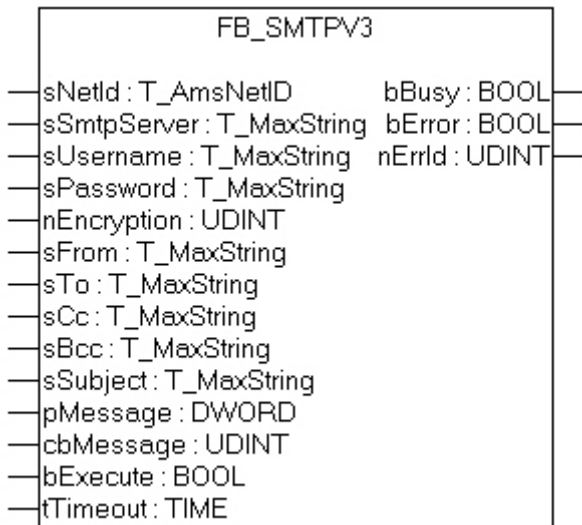 FB_SMTPV3
sNetId : T_AmsNetID bBusy : BOOL
sSmtpServer : T_MaxString bError : BOOL
sUsername : T_MaxString nErrId : UDINT
sPassword : T_MaxString
nEncryption : UDINT
sFrom : T_MaxString
sTo : T_MaxString
sCc : T_MaxString
sBcc : T_MaxString
sSubject : T_MaxString
pMessage : DWORD
cbMessage : UDINT
bExecute : BOOL
tTimeout : TIME